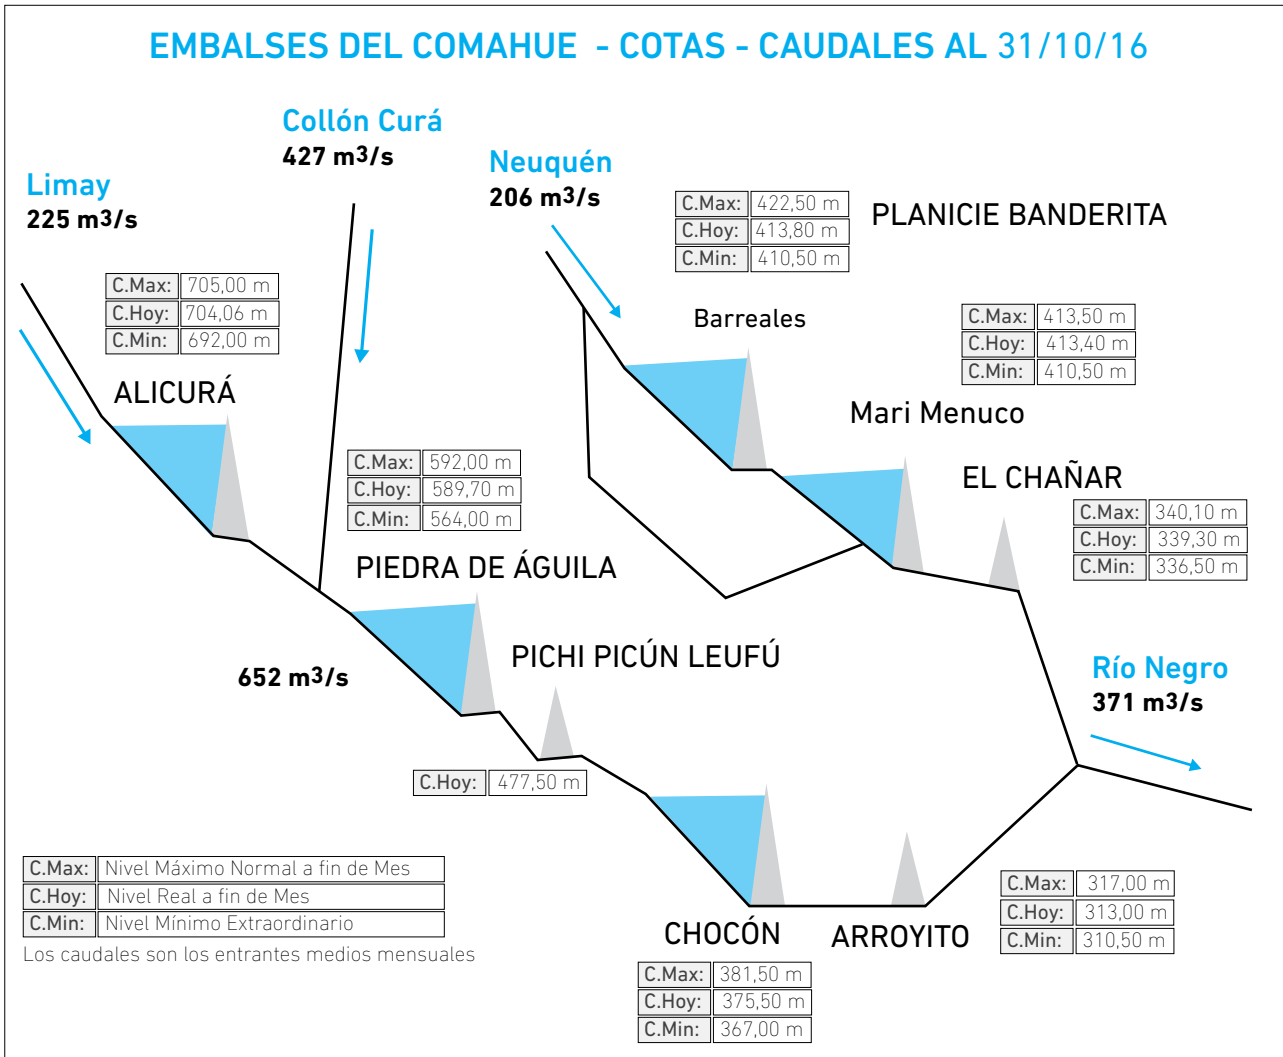 EMBALSES DEL COMAHUE - COTAS - CAUDALES AL 31/10/16
Collón Curá
427 m3/s
Neuquén
206 m3/s
Limay
225 m3/s
C.Max: 422,50 m
C.Hoy: 413,80 m
C.Min: 410,50 m
PLANICIE BANDERITA
C.Max: 705,00 m
C.Hoy: 704,06 m
C.Min: 692,00 m
ALICURÁ
Barreales
C.Max: 413,50 m
C.Hoy: 413,40 m
C.Min: 410,50 m
Mari Menuco
C.Max: 592,00 m
C.Hoy: 589,70 m
C.Min: 564,00 m
PIEDRA DE ÁGUILA
EL CHAÑAR
C.Max: 340,10 m
C.Hoy: 339,30 m
C.Min: 336,50 m
652 m3/s
PICHI PICÚN LEUFÚ
C.Hoy: 477,50 m
Río Negro
371 m3/s
C.Max: Nivel Máximo Normal a fin de Mes
C.Hoy: Nivel Real a fin de Mes
C.Min: Nivel Mínimo Extraordinario
Los caudales son los entrantes medios mensuales
CHOCÓN
C.Max: 381,50 m
C.Hoy: 375,50 m
C.Min: 367,00 m
ARROYITO
C.Max: 317,00 m
C.Hoy: 313,00 m
C.Min: 310,50 m